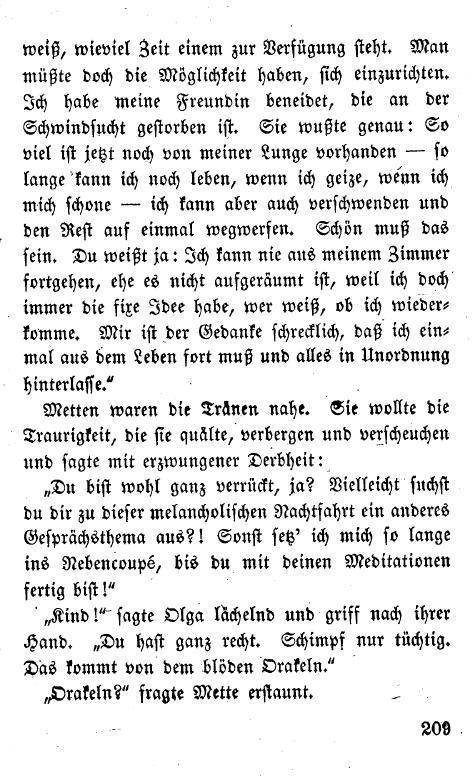 weiß, wieviel Zeit einem zur Verfügung steht. Man
müßte doch die Möglichkeit haben, sich einzurichten.
Ich habe meine Freundin beneidet, die an der
Schwindsucht gestorben ist. Sie wußte genau: So
viel ist jetzt noch von meiner Lunge vorhanden — so
lange kann ich noch leben, wenn ich geize, wenn ich
mich schone — ich kann aber auch verschwenden und
den Rest auf einmal wegwerfen. Schön muß das
sein. Du weißt ja: Ich kann nie aus meinem Zimmer
fortgehen, ehe es nicht aufgeräumt ist, weil ich doch
immer die fixe Idee habe, wer weiß, ob ich wieder-
komme. Mir ist der Gedanke schrecklich, daß ich ein-
mal aus dem Leben fort muß und alles in Unordnung
hinterlasse.“
Metten waren die Tränen nahe. Sie wollte die
Traurigkeit, die sie quälte, verbergen und verscheuchen
und sagte mit erzwungener Derbheit:
„Du bist wohl ganz verrückt, ja? Vielleicht suchst
du dir zu dieser melancholischen Nachtfahrt ein anderes
Gesprächsthema aus?! Sonst setz’ ich mich so lange
ins Nebencoupé, bis du mit deinen Meditationen
fertig bist!“
„Kind!“ sagte Olga lächelnd und griff nach ihrer
Hand. „Du hast ganz recht. Schimpf nur tüchtig.
Das kommt von dem blöden Orakeln.“
„Orakeln?“ fragte Mette erstaunt.
209